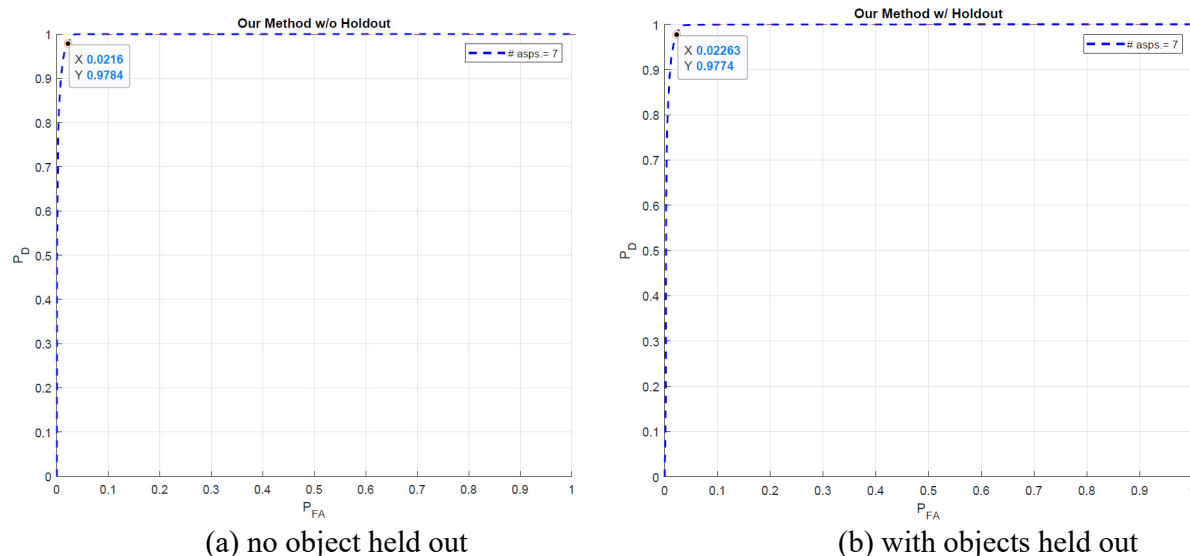 Our Method w/o Holdout
1
0.9
0.8
0.7
0.6
0.5
0.4
0.3
0.2
0.1
0
P_D
X 0.0216
Y 0.9784
# asps.= 7
0 0.1 0.2 0.3 0.4 0.5 0.6 0.7 0.8 0.9 1
P_FA
(a) no object held out
Our Method w/ Holdout
1
0.9
0.8
0.7
0.6
0.5
0.4
0.3
0.2
0.1
0
P_D
X 0.02263
Y 0.9774
# asps.= 7
0 0.1 0.2 0.3 0.4 0.5 0.6 0.7 0.8 0.9
P_FA
(b) with objects held out